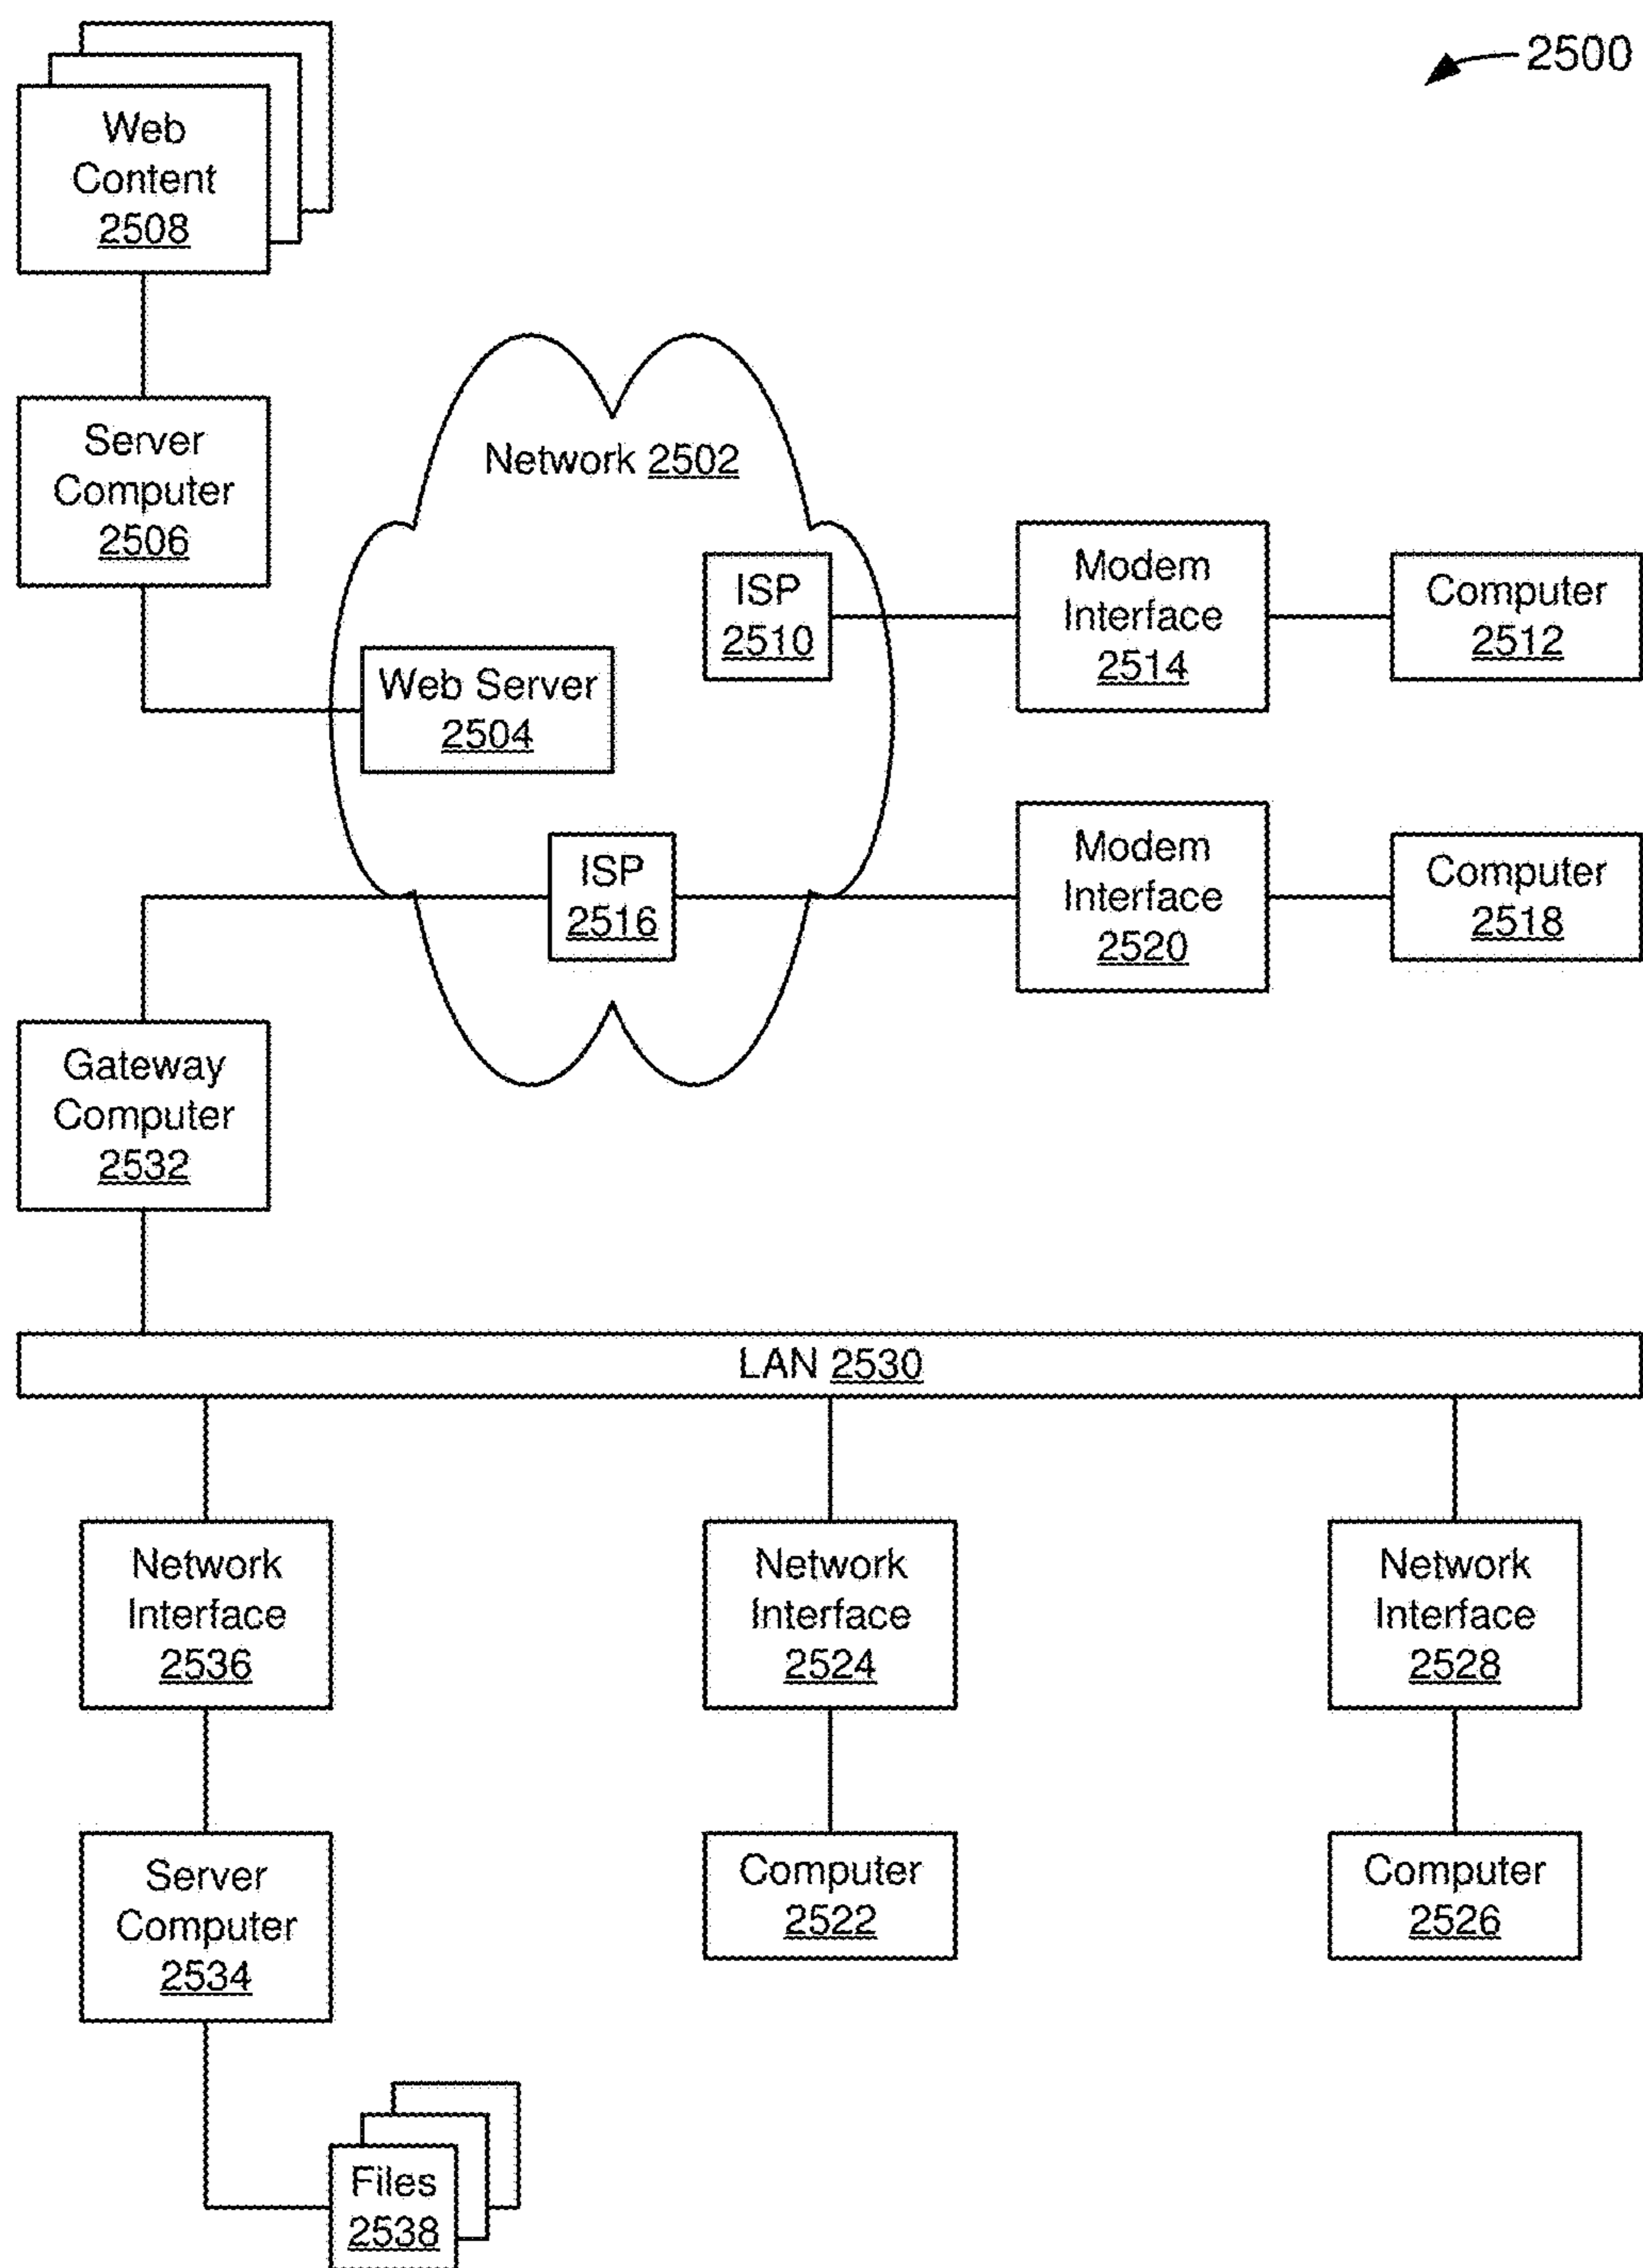 2500
Web
Content
2508
Server
Computer
2506
Network 2502
ISP
2510
Modem
Interface
2514
Computer
2512
Web Server
2504
ISP
2516
Modem
Interface
2520
Computer
2518
Gateway
Computer
2532
LAN 2530
Network
Interface
2536
Network
Interface
2524
Network
Interface
2528
Server
Computer
2534
Computer
2522
Computer
2526
Files
2538